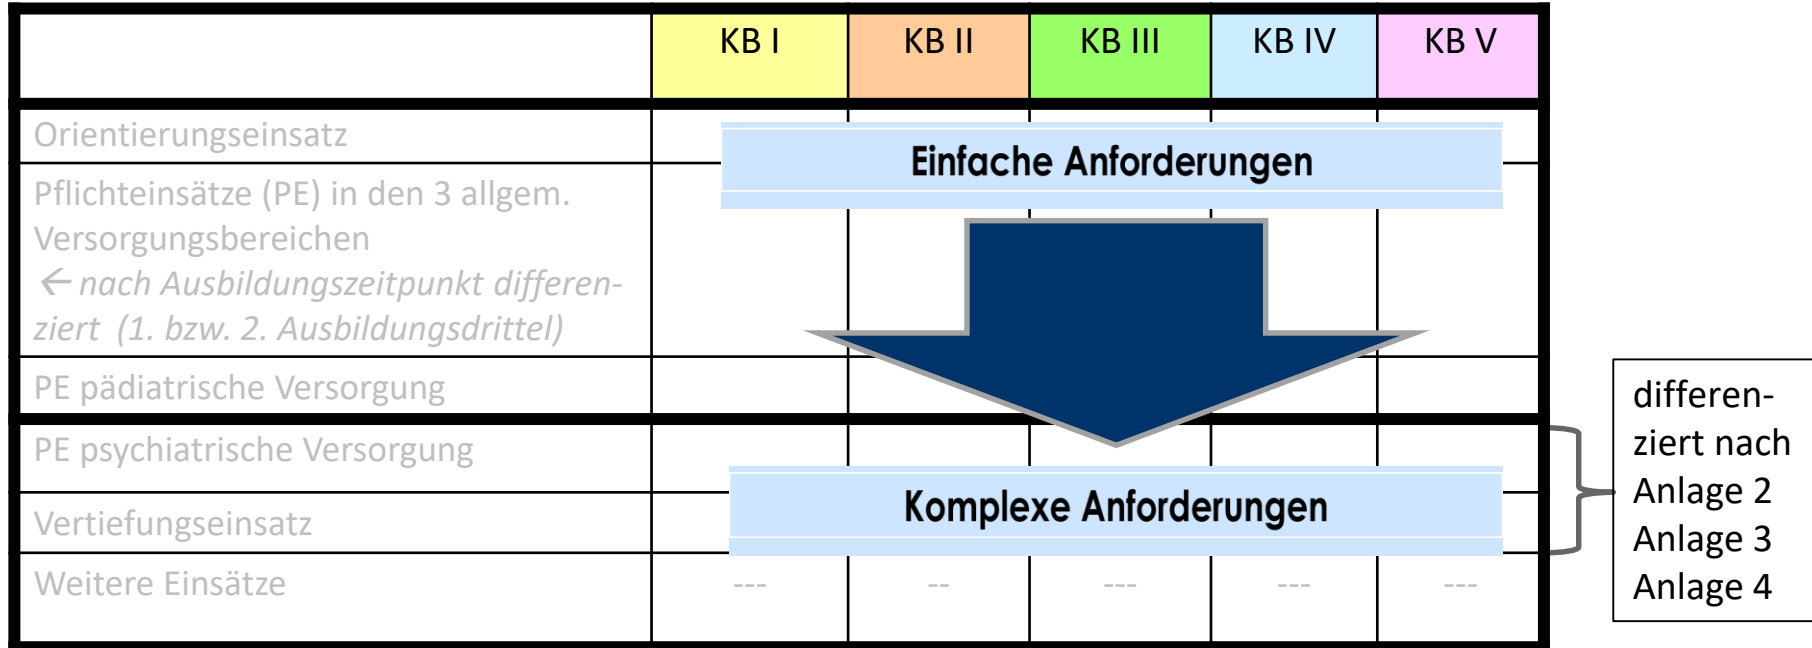 KB I KB II KB III KB IV KB V
Orientierungseinsatz
Einfache Anforderungen
Pflichteinsätze (PE) in den 3 allgem.
Versorgungsbereichen
← nach Ausbildungszeitpunkt differen-
ziert (1. bzw. 2. Ausbildungsdrittel)
PE pädiatrische Versorgung
PE psychiatrische Versorgung
Komplexe Anforderungen
Vertiefungseinsatz
Weitere Einsätze --- -- --- --- ---
differen-
ziert nach
Anlage 2
Anlage 3
Anlage 4